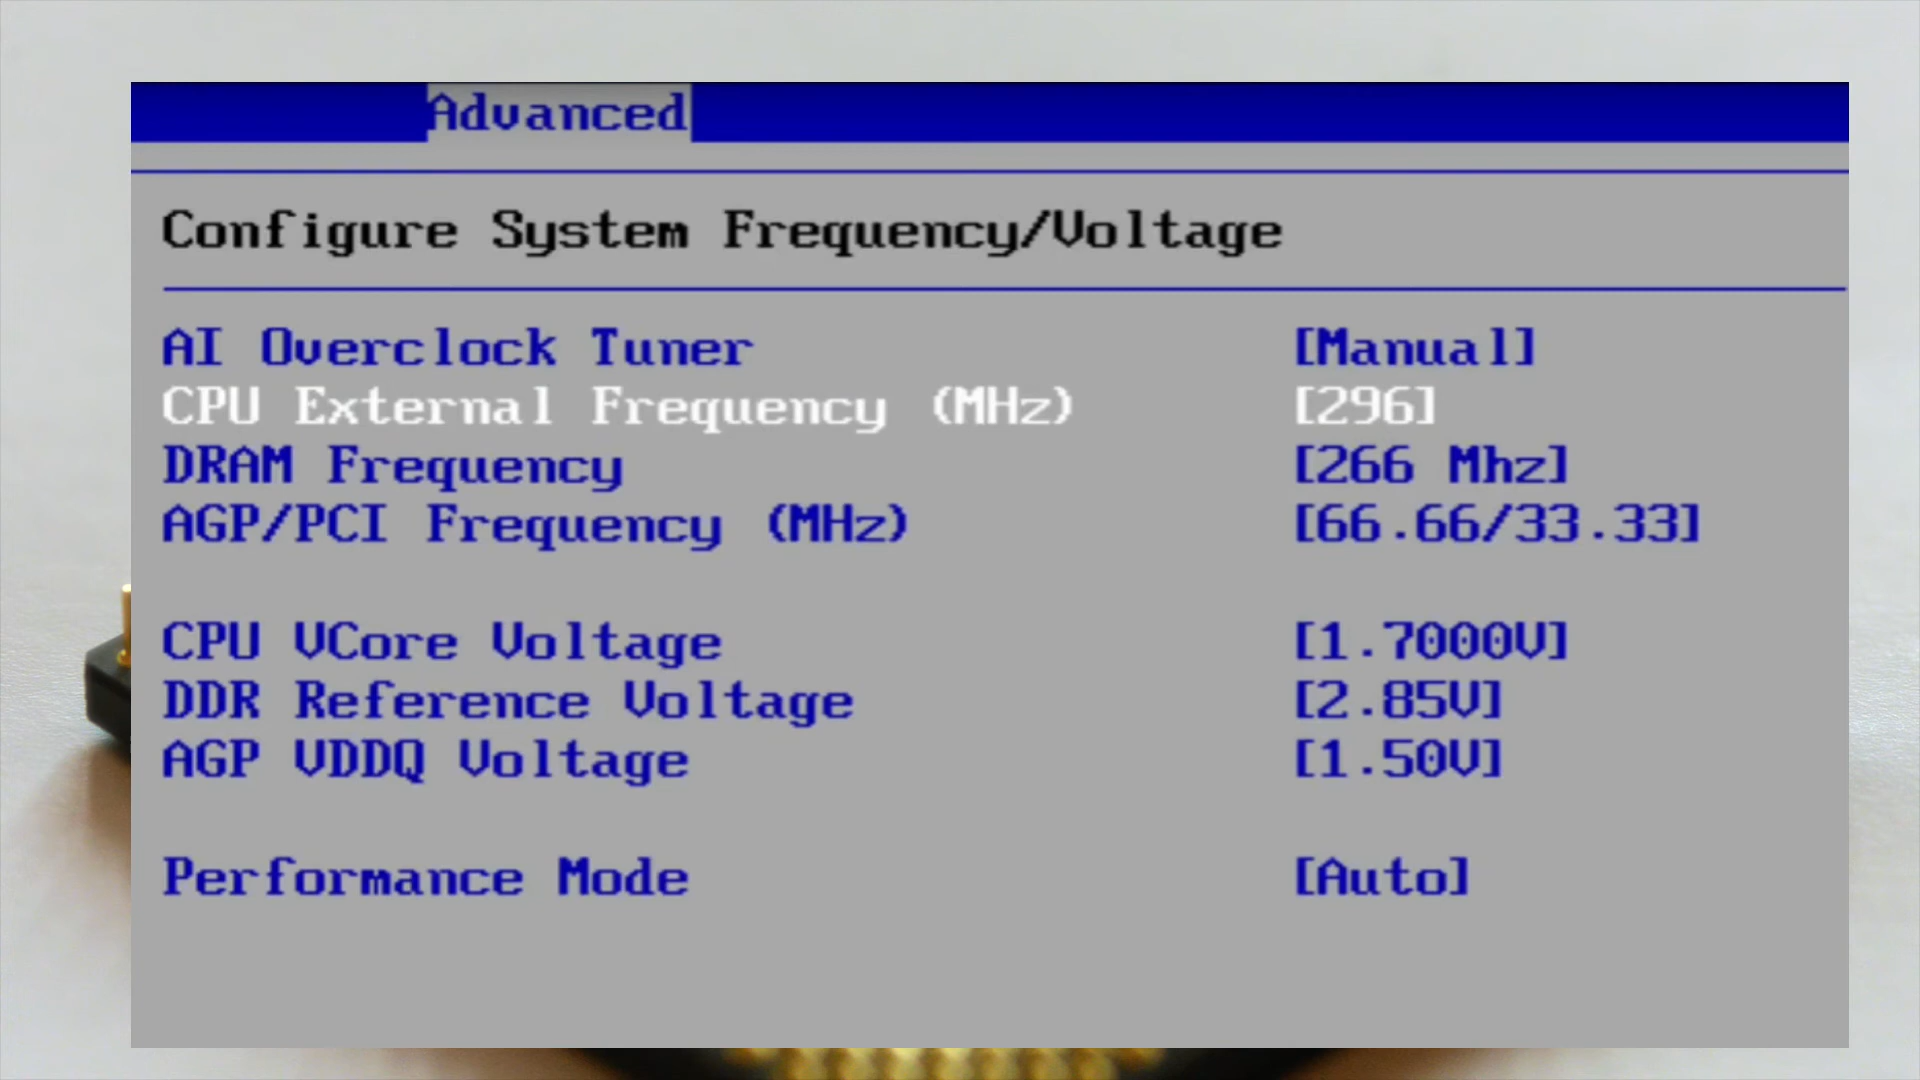 Advanced
Configure System Frequency/Voltage
AI Overclock Tuner [Manual]
CPU External Frequency (MHz) [296]
DRAM Frequency [266 Mhz]
AGP/PCI Frequency (MHz) [66.66/33.33]
CPU VCore Voltage [1.7000V]
DDR Reference Voltage [2.85V]
AGP VDDQ Voltage [1.50V]
Performance Mode [Auto]